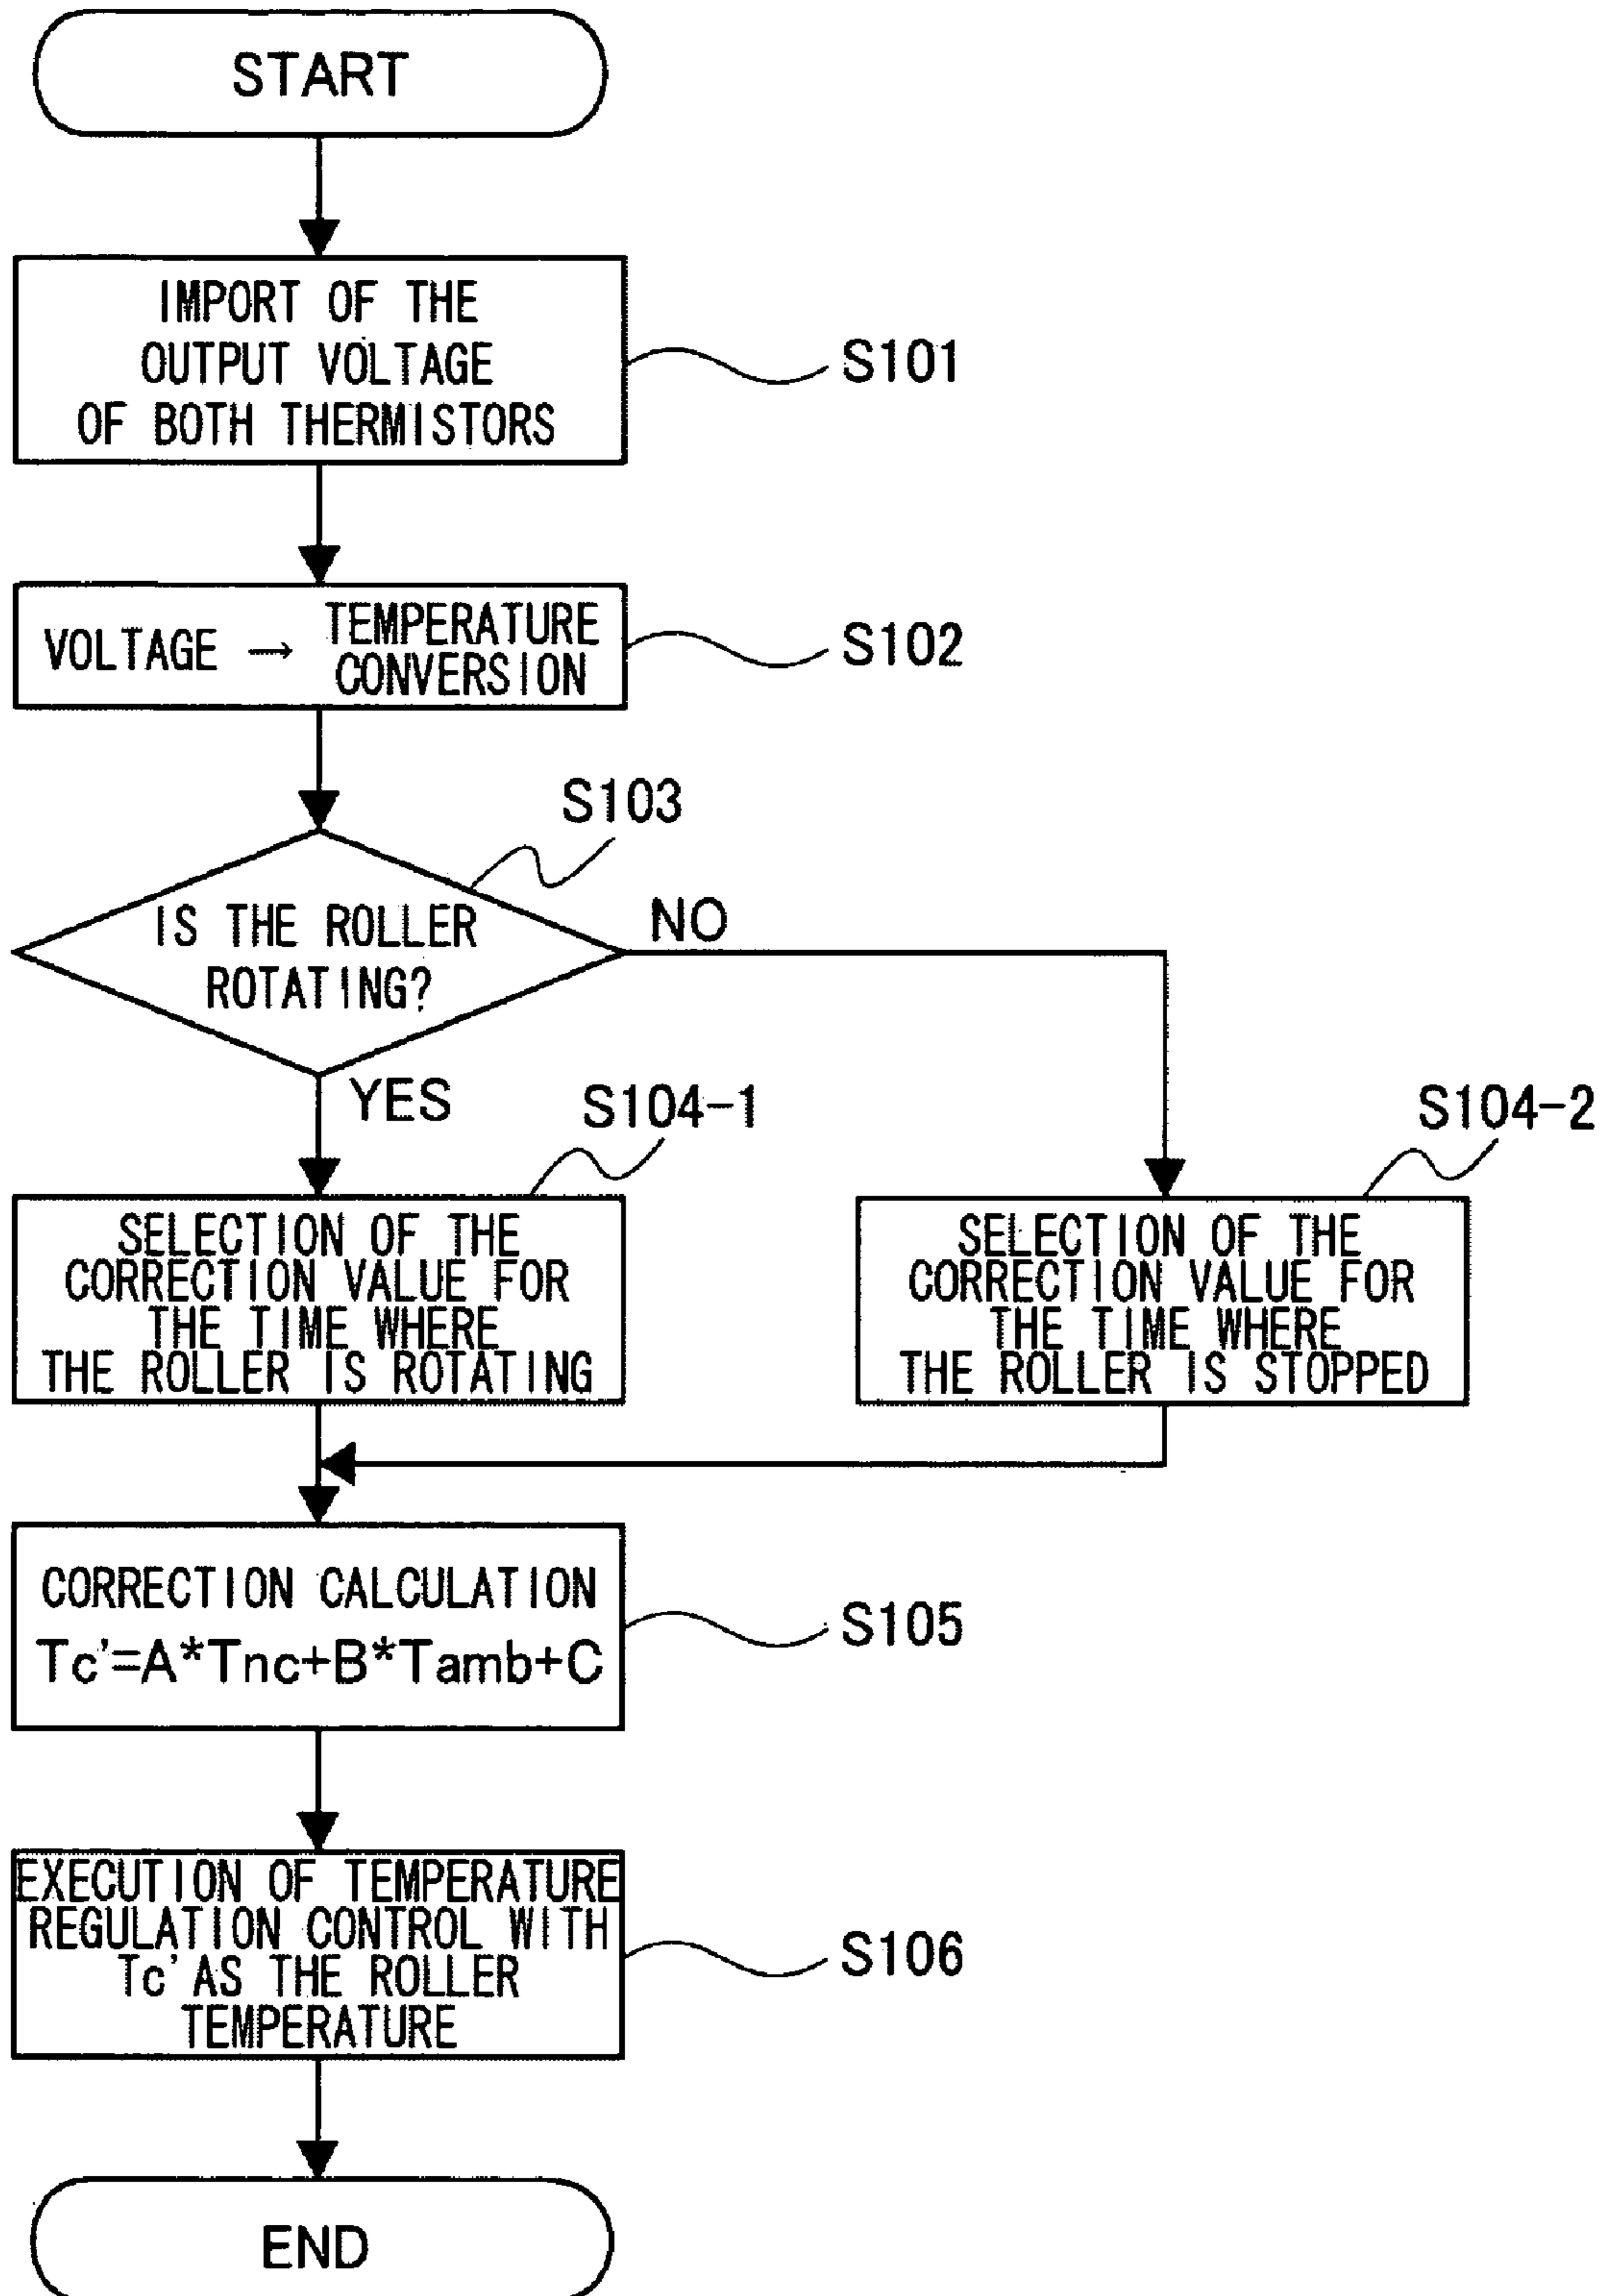 START
IMPORT OF THE
OUTPUT VOLTAGE
OF BOTH THERMISTORS
S101
VOLTAGE → TEMPERATURE
CONVERSION
S102
S103
IS THE ROLLER
ROTATING?
NO
YES
S104-1
SELECTION OF THE
CORRECTION VALUE FOR
THE TIME WHERE
THE ROLLER IS ROTATING
S104-2
SELECTION OF THE
CORRECTION VALUE FOR
THE TIME WHERE
THE ROLLER IS STOPPED
CORRECTION CALCULATION
Tc'=A*Tnc+B*Tamb+C
S105
EXECUTION OF TEMPERATURE
REGULATION CONTROL WITH
Tc' AS THE ROLLER
TEMPERATURE
S106
END